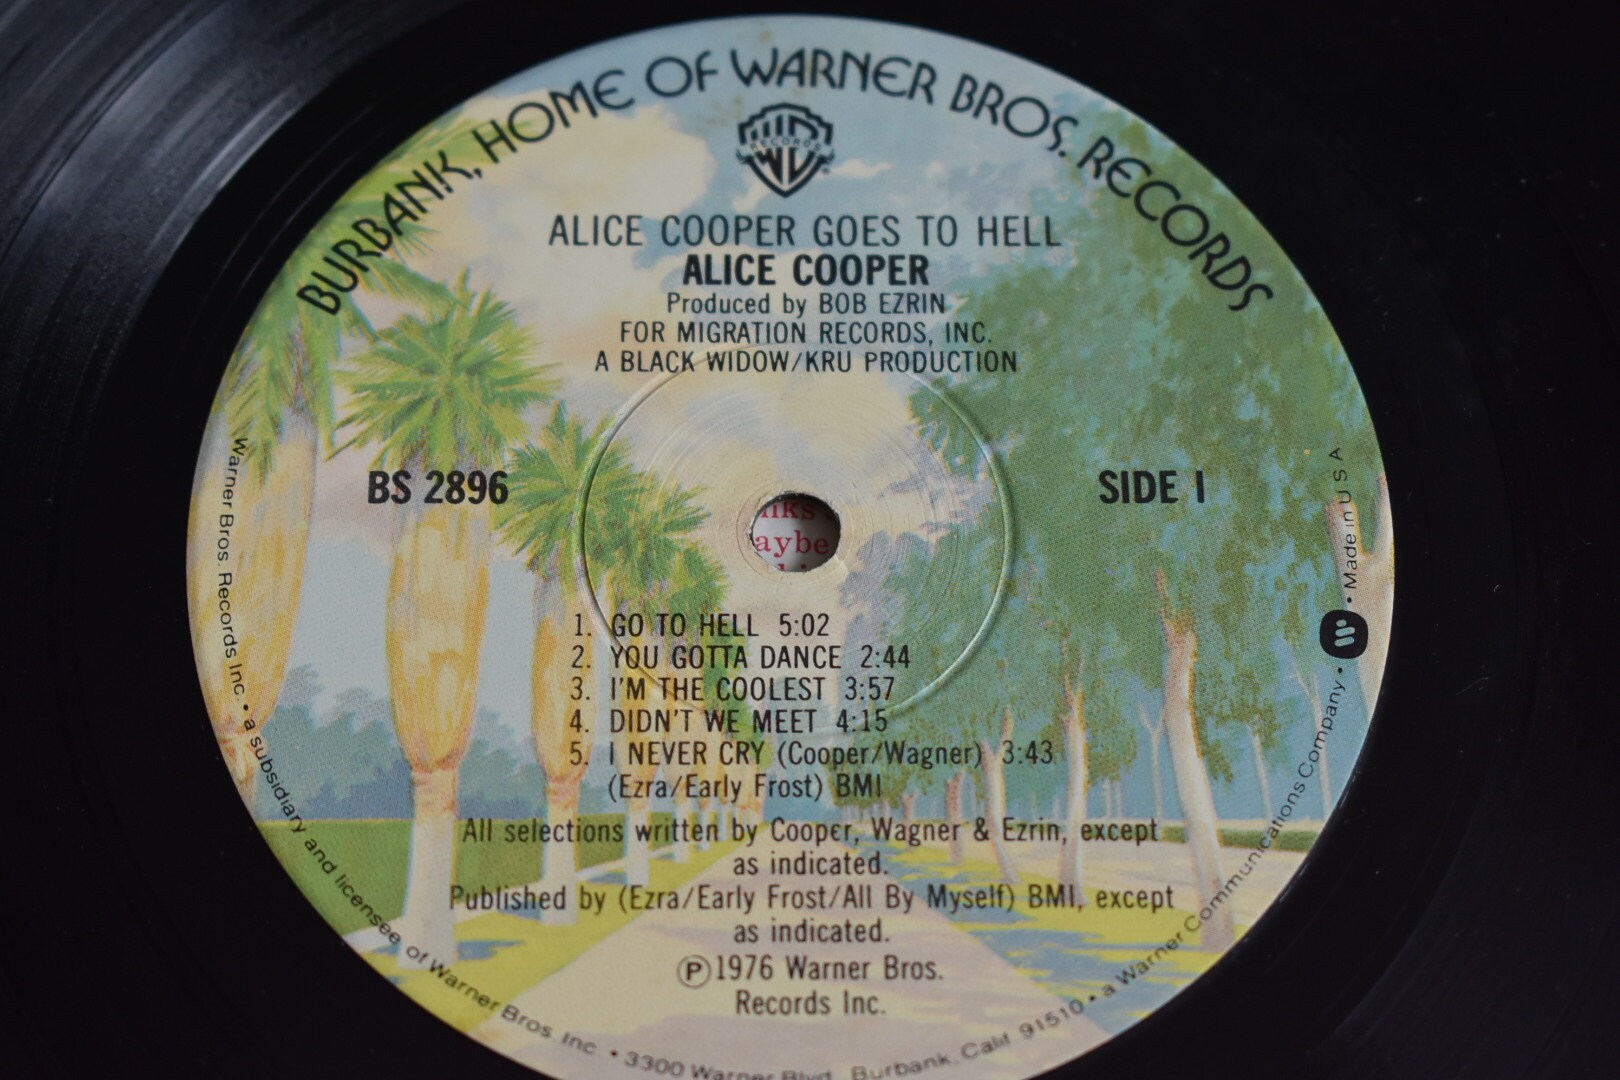 BURBANK, HOME OF WARNER BROS. RECORDS
W B
RECORDS
ALICE COOPER GOES TO HELL
ALICE COOPER
Produced by BOB EZRIN
FOR MIGRATION RECORDS, INC.
A BLACK WIDOW/KRU PRODUCTION
BS 2896
SIDE 1
nks
aybe
1. GO TO HELL 5:02
2. YOU GOTTA DANCE 2:44
3. I'M THE COOLEST 3:57
4. DIDN'T WE MEET 4:15
5. I NEVER CRY (Cooper/Wagner) 3:43
(Ezra/Early Frost) BMI
All selections written by Cooper, Wagner & Ezrin, except
as indicated.
Published by (Ezra/Early Frost/All By Myself) BMI, except
as indicated.
℗1976 Warner Bros.
Records Inc.
Warner Bros. Records Inc. • a subsidiary and licensee of Warner Bros. Inc. • 3300 Warner Blvd., Burbank, Calif. 91510 • a Warner Communications Company • W • Made in U S A